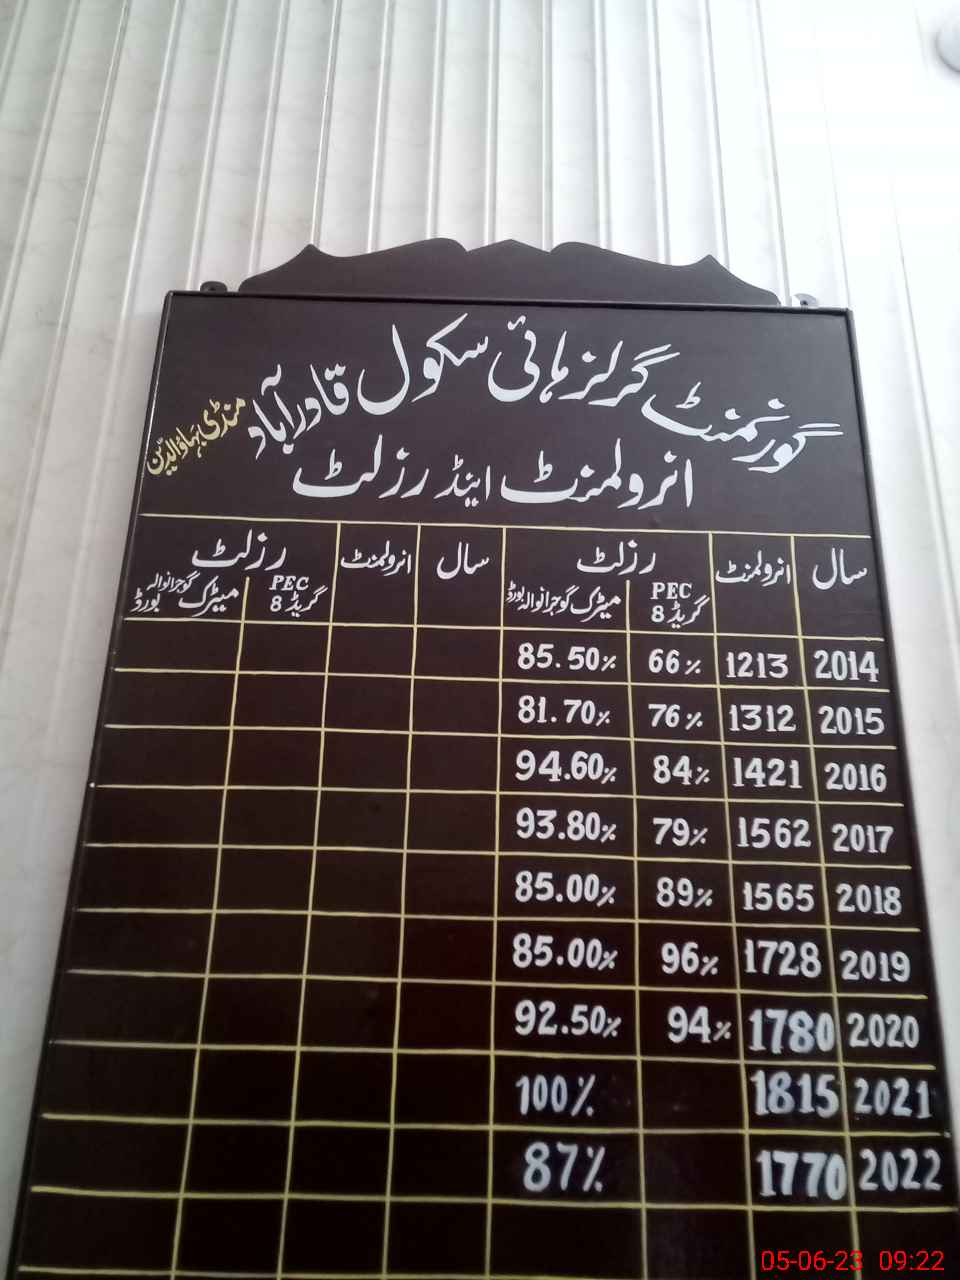 گورنمنٹ گرلز ہائی سکول قادرآباد منڈی بہاؤالدین
انرولمنٹ اینڈ رزلٹ
سال انرولمنٹ رزلٹ سال انرولمنٹ رزلٹ
PEC گریڈ 8 میٹرک گوجرانوالہ بورڈ PEC گریڈ 8 میٹرک گوجرانوالہ بورڈ
2014 1213 66% 85.50%
2015 1312 76% 81.70%
2016 1421 84% 94.60%
2017 1562 79% 93.80%
2018 1565 89% 85.00%
2019 1728 96% 85.00%
2020 1780 94% 92.50%
2021 1815 100%
2022 1770 87%
05-06-23 09:22